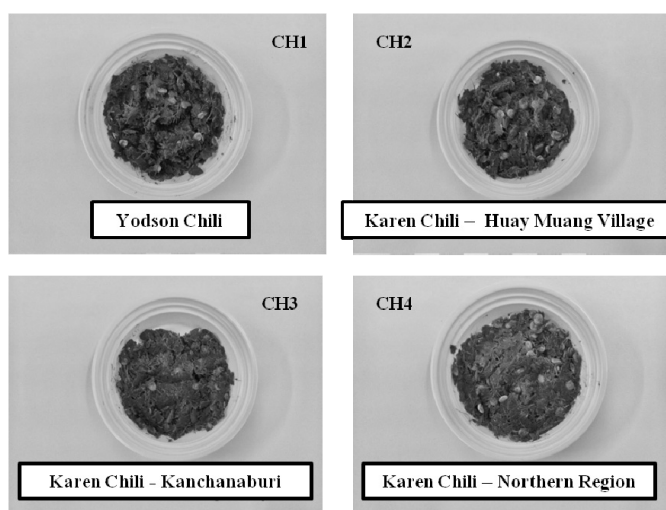 CH1
Yodson Chili
CH2
Karen Chili – Huay Muang Village
CH3
Karen Chili - Kanchanaburi
CH4
Karen Chili – Northern Region